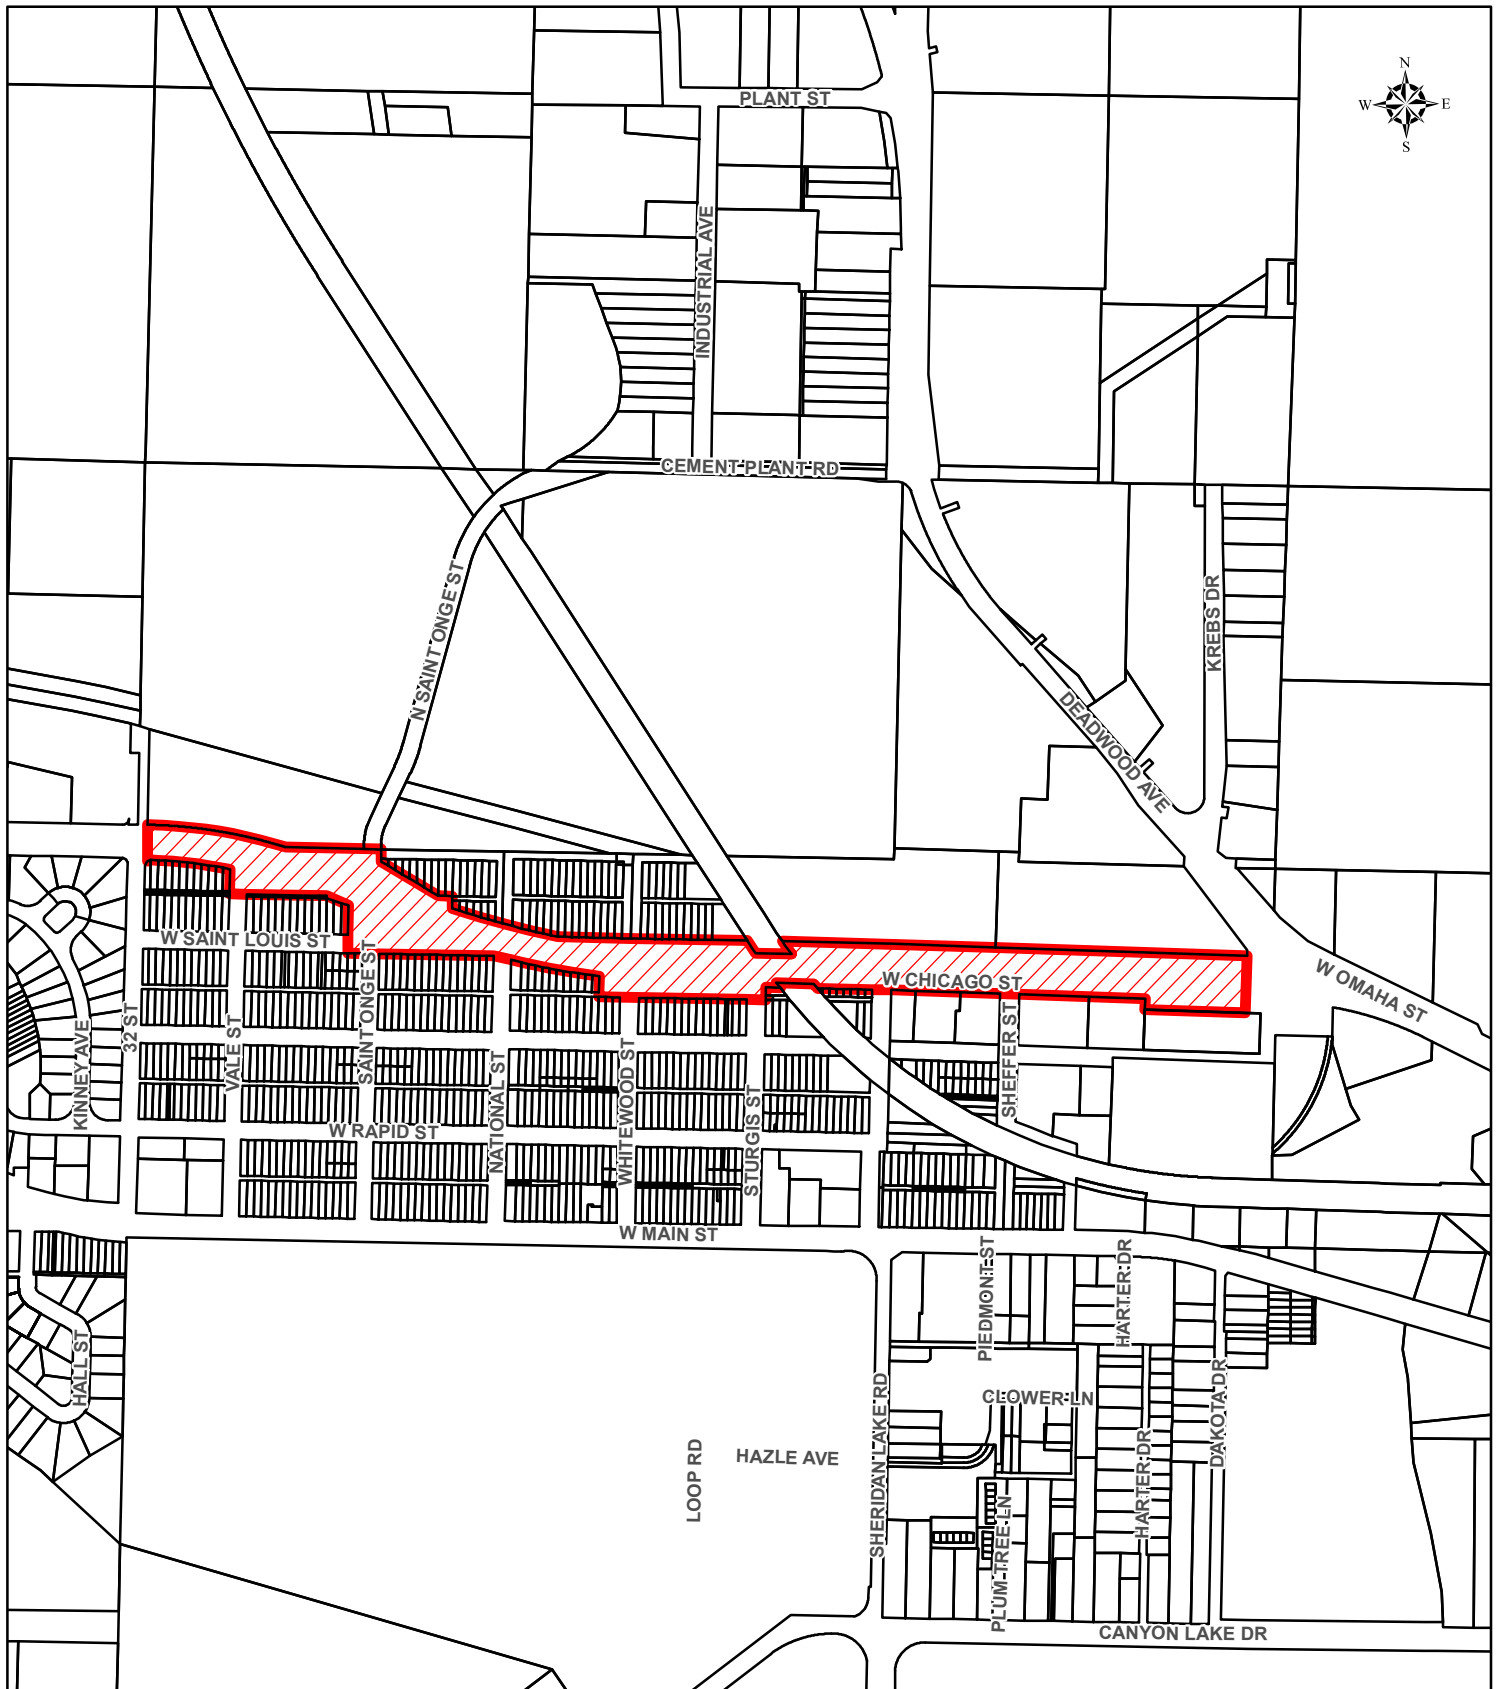 N
W E
S
PLANT ST
INDUSTRIAL AVE
CEMENT PLANT RD
N SAINT ONGE ST
KREBS DR
DEADWOOD AVE
W SAINT LOUIS ST
W CHICAGO ST
W OMAHA ST
KINNEY AVE
32 ST
VALE ST
SAINT ONGE ST
NATIONAL ST
WHITEWOOD ST
STURGIS ST
SHEFFER ST
W RAPID ST
W MAIN ST
PIEDMONT ST
HARTER DR
HALL ST
CLOWER LN
DAKOTA DR
SHERIDAN LAKE RD
LOOP RD
HAZLE AVE
HARTER DR
PLUM TREE LN
CANYON LAKE DR